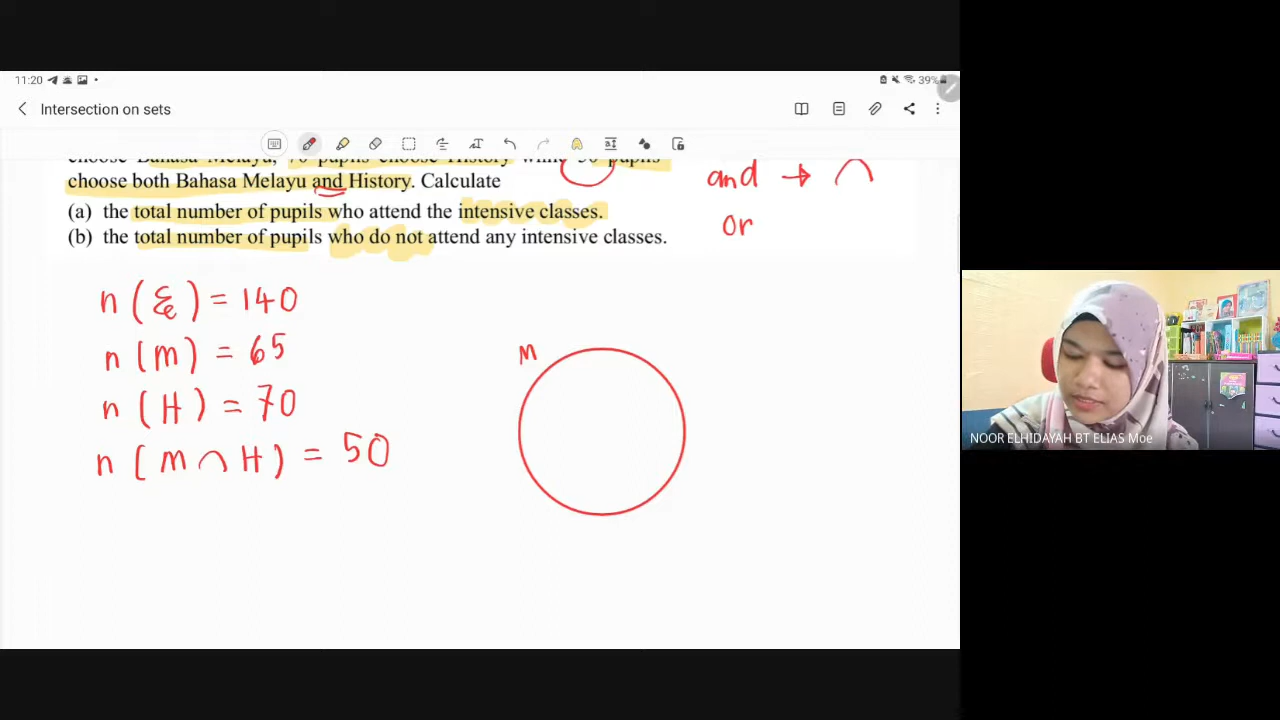 11:20
39%
Intersection on sets
choose Bahasa Melayu, 70 pupils choose History while 50 pupils
choose both Bahasa Melayu and History. Calculate
(a) the total number of pupils who attend the intensive classes.
(b) the total number of pupils who do not attend any intensive classes.
and → ∩
or
n (ξ) = 140
n (M) = 65
n (H) = 70
n (M ∩ H) = 50
M
NOOR ELHIDAYAH BT ELIAS Moe